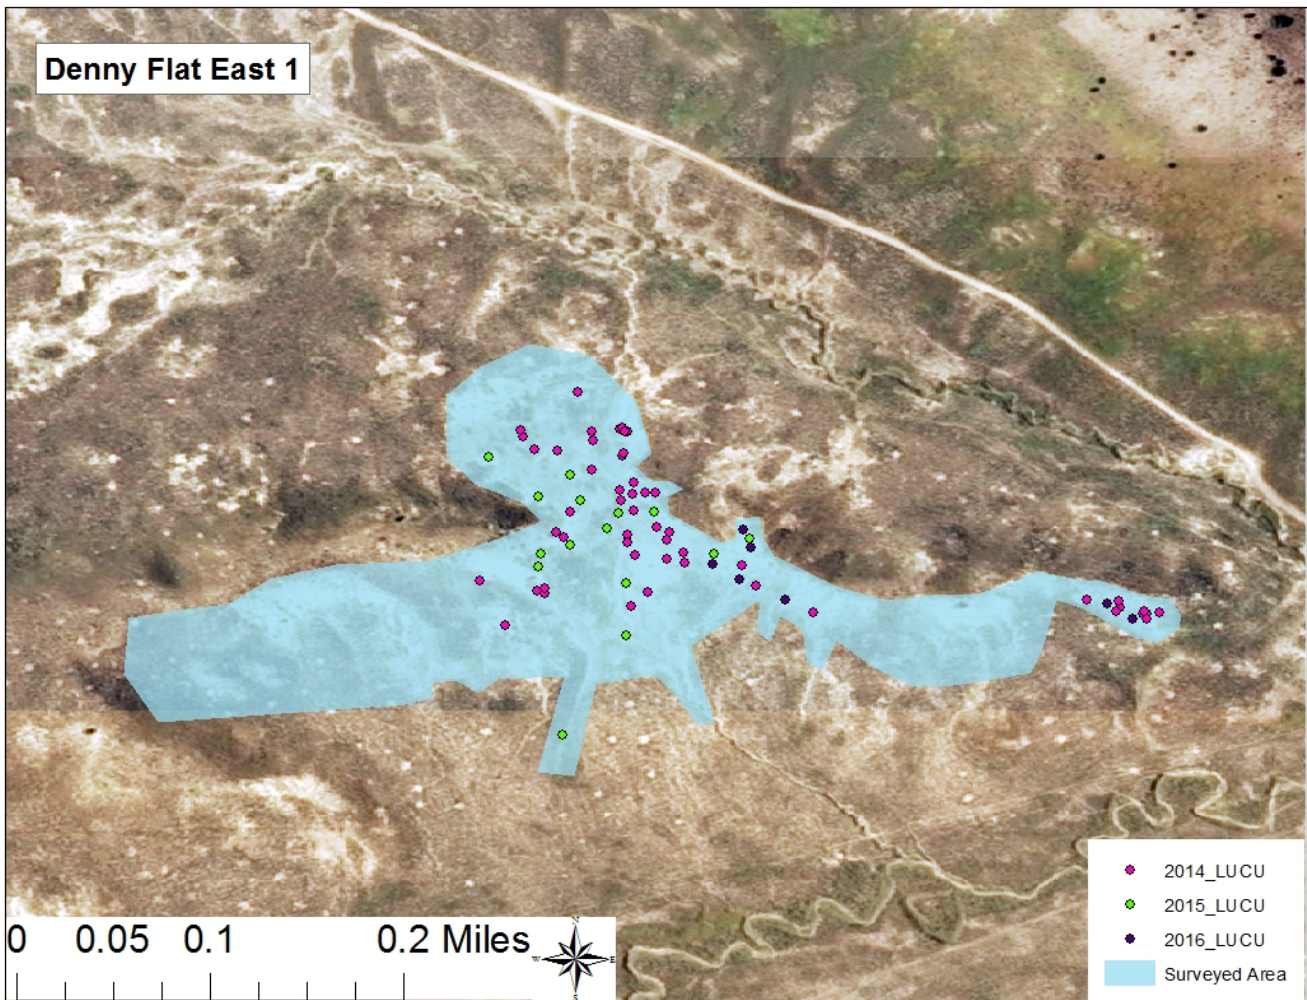 Denny Flat East 1
0 0.05 0.1 0.2 Miles
N
W E
S
2014_LUCU
2015_LUCU
2016_LUCU
Surveyed Area